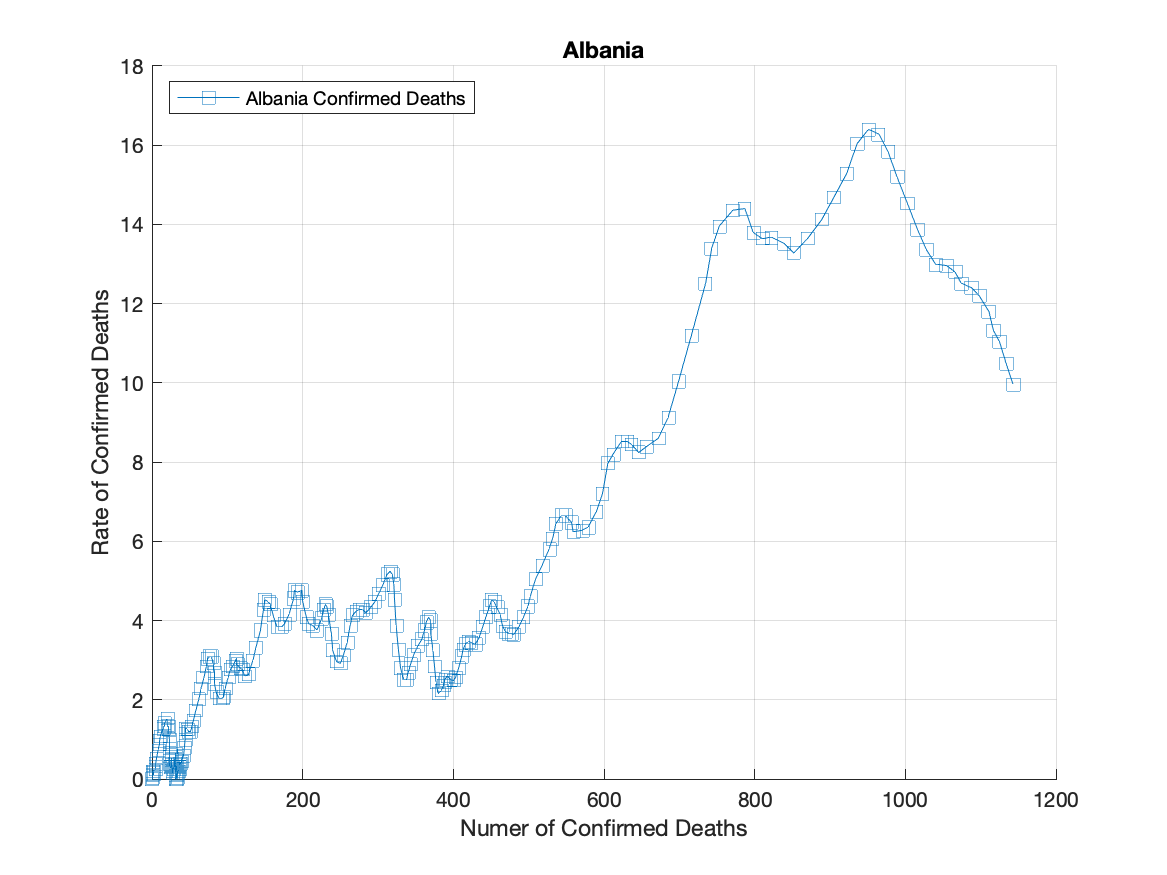 Albania
Albania Confirmed Deaths
18
16
14
12
10
8
6
4
2
0
Rate of Confirmed Deaths
0 200 400 600 800 1000 1200
Numer of Confirmed Deaths